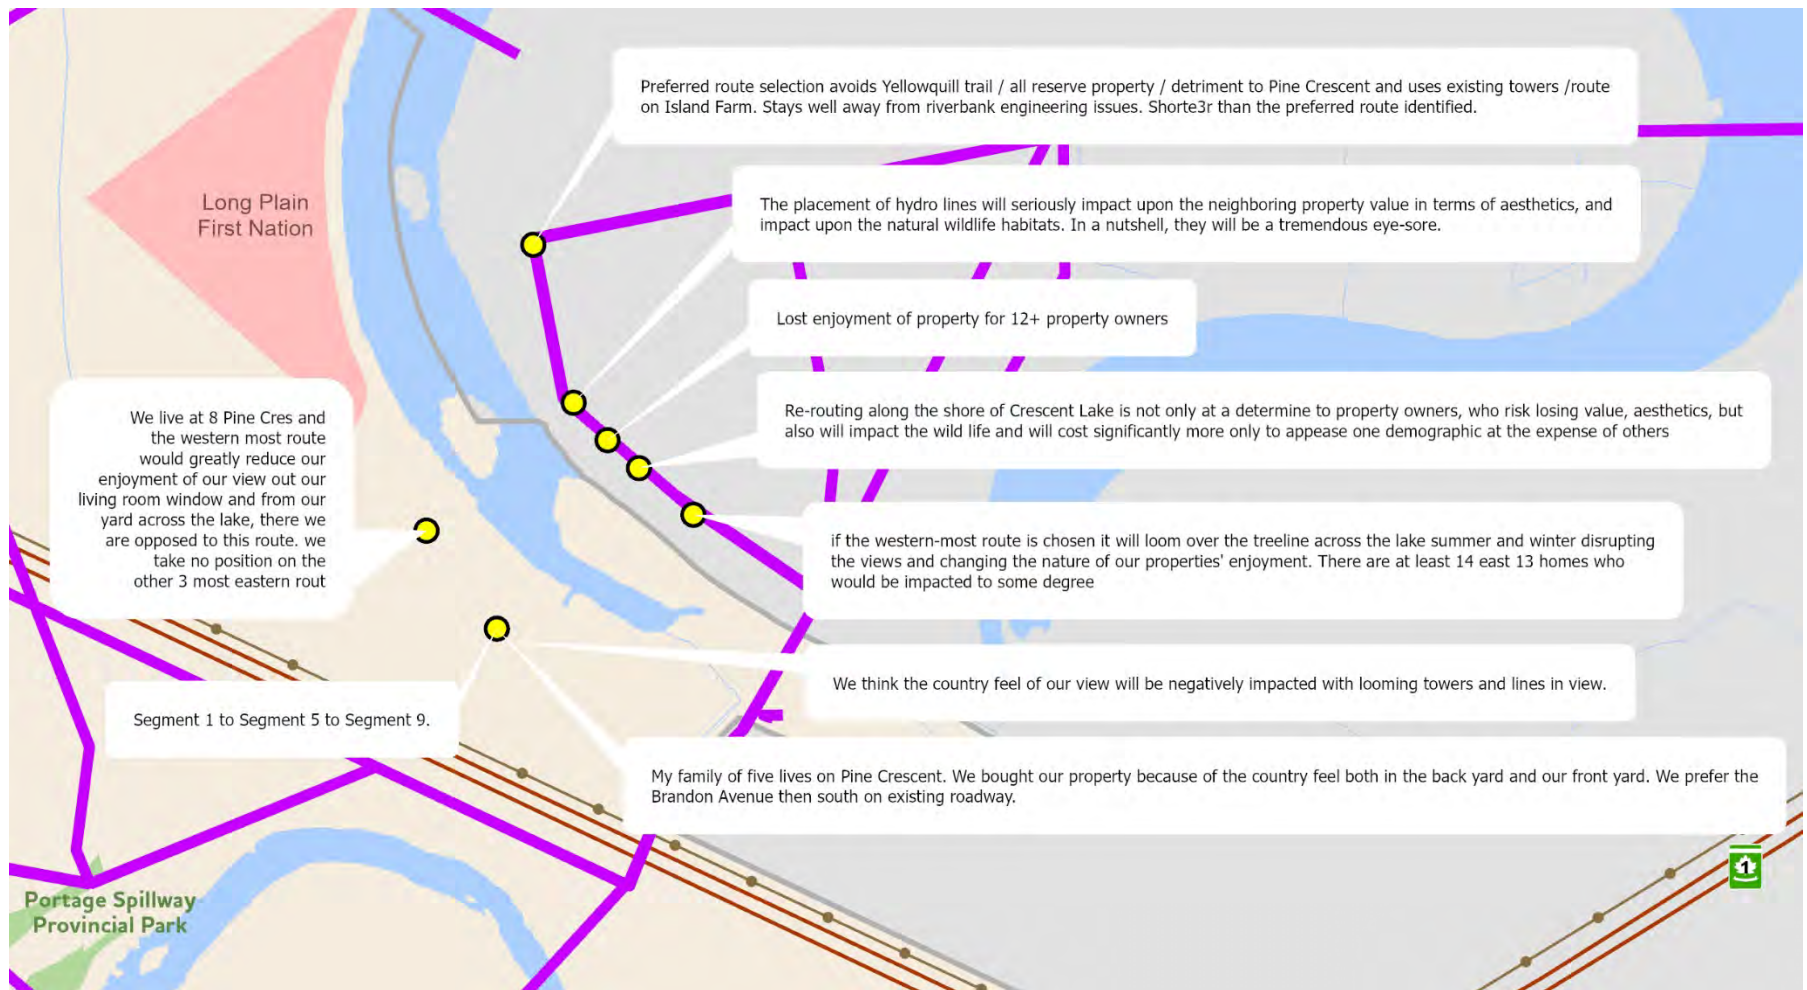 Preferred route selection avoids Yellowquill trail / all reserve property / detriment to Pine Crescent and uses existing towers /route
on Island Farm. Stays well away from riverbank engineering issues. Shorte3r than the preferred route identified.
Long Plain
First Nation
The placement of hydro lines will seriously impact upon the neighboring property value in terms of aesthetics, and
impact upon the natural wildlife habitats. In a nutshell, they will be a tremendous eye-sore.
Lost enjoyment of property for 12+ property owners
We live at 8 Pine Cres and
the western most route
would greatly reduce our
enjoyment of our view out our
living room window and from our
yard across the lake, there we
are opposed to this route. we
take no position on the
other 3 most eastern rout
Re-routing along the shore of Crescent Lake is not only at a determine to property owners, who risk losing value, aesthetics, but
also will impact the wild life and will cost significantly more only to appease one demographic at the expense of others
if the western-most route is chosen it will loom over the treeline across the lake summer and winter disrupting
the views and changing the nature of our properties' enjoyment. There are at least 14 east 13 homes who
would be impacted to some degree
We think the country feel of our view will be negatively impacted with looming towers and lines in view.
Segment 1 to Segment 5 to Segment 9.
My family of five lives on Pine Crescent. We bought our property because of the country feel both in the back yard and our front yard. We prefer the
Brandon Avenue then south on existing roadway.
1
Portage Spillway
Provincial Park